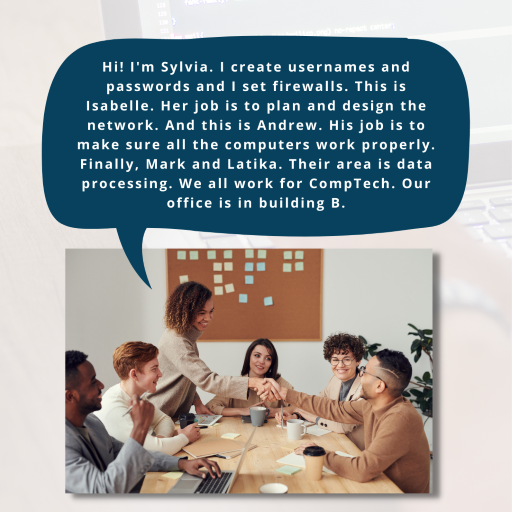 Hi! I'm Sylvia. I create usernames and
passwords and I set firewalls. This is
Isabelle. Her job is to plan and design the
network. And this is Andrew. His job is to
make sure all the computers work properly.
Finally, Mark and Latika. Their area is data
processing. We all work for CompTech. Our
office is in building B.